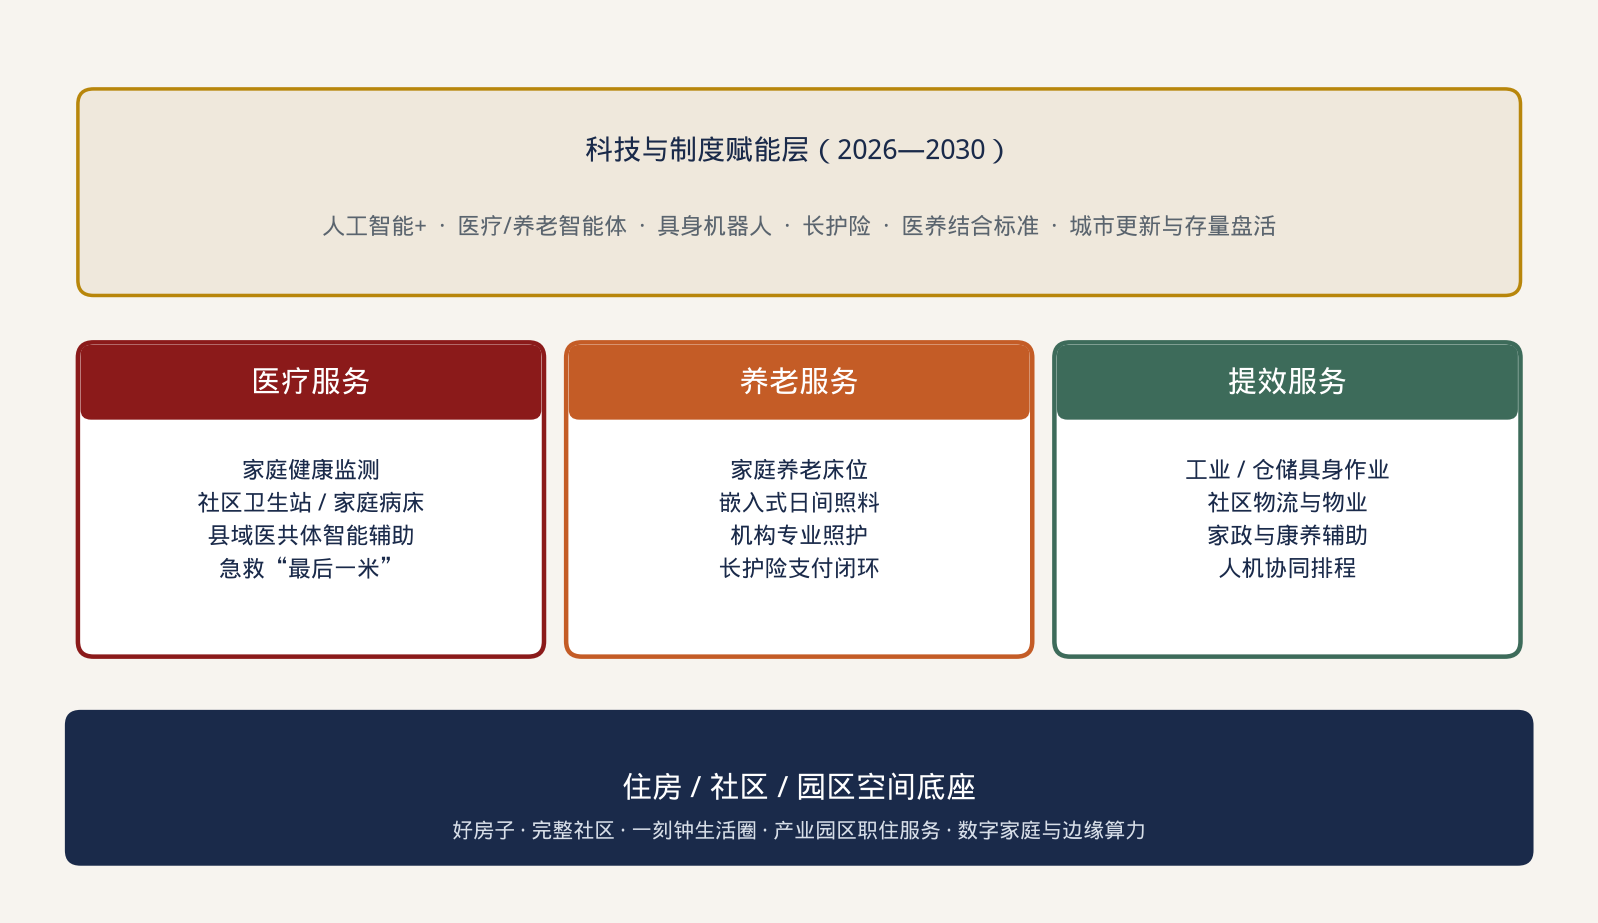 科技与制度赋能层（2026—2030）
人工智能+ · 医疗/养老智能体 · 具身机器人 · 长护险 · 医养结合标准 · 城市更新与存量盘活
医疗服务
家庭健康监测
社区卫生站 / 家庭病床
县域医共体智能辅助
急救“最后一米”
养老服务
家庭养老床位
嵌入式日间照料
机构专业照护
长护险支付闭环
提效服务
工业 / 仓储具身作业
社区物流与物业
家政与康养辅助
人机协同排程
住房 / 社区 / 园区空间底座
好房子 · 完整社区 · 一刻钟生活圈 · 产业园区职住服务 · 数字家庭与边缘算力